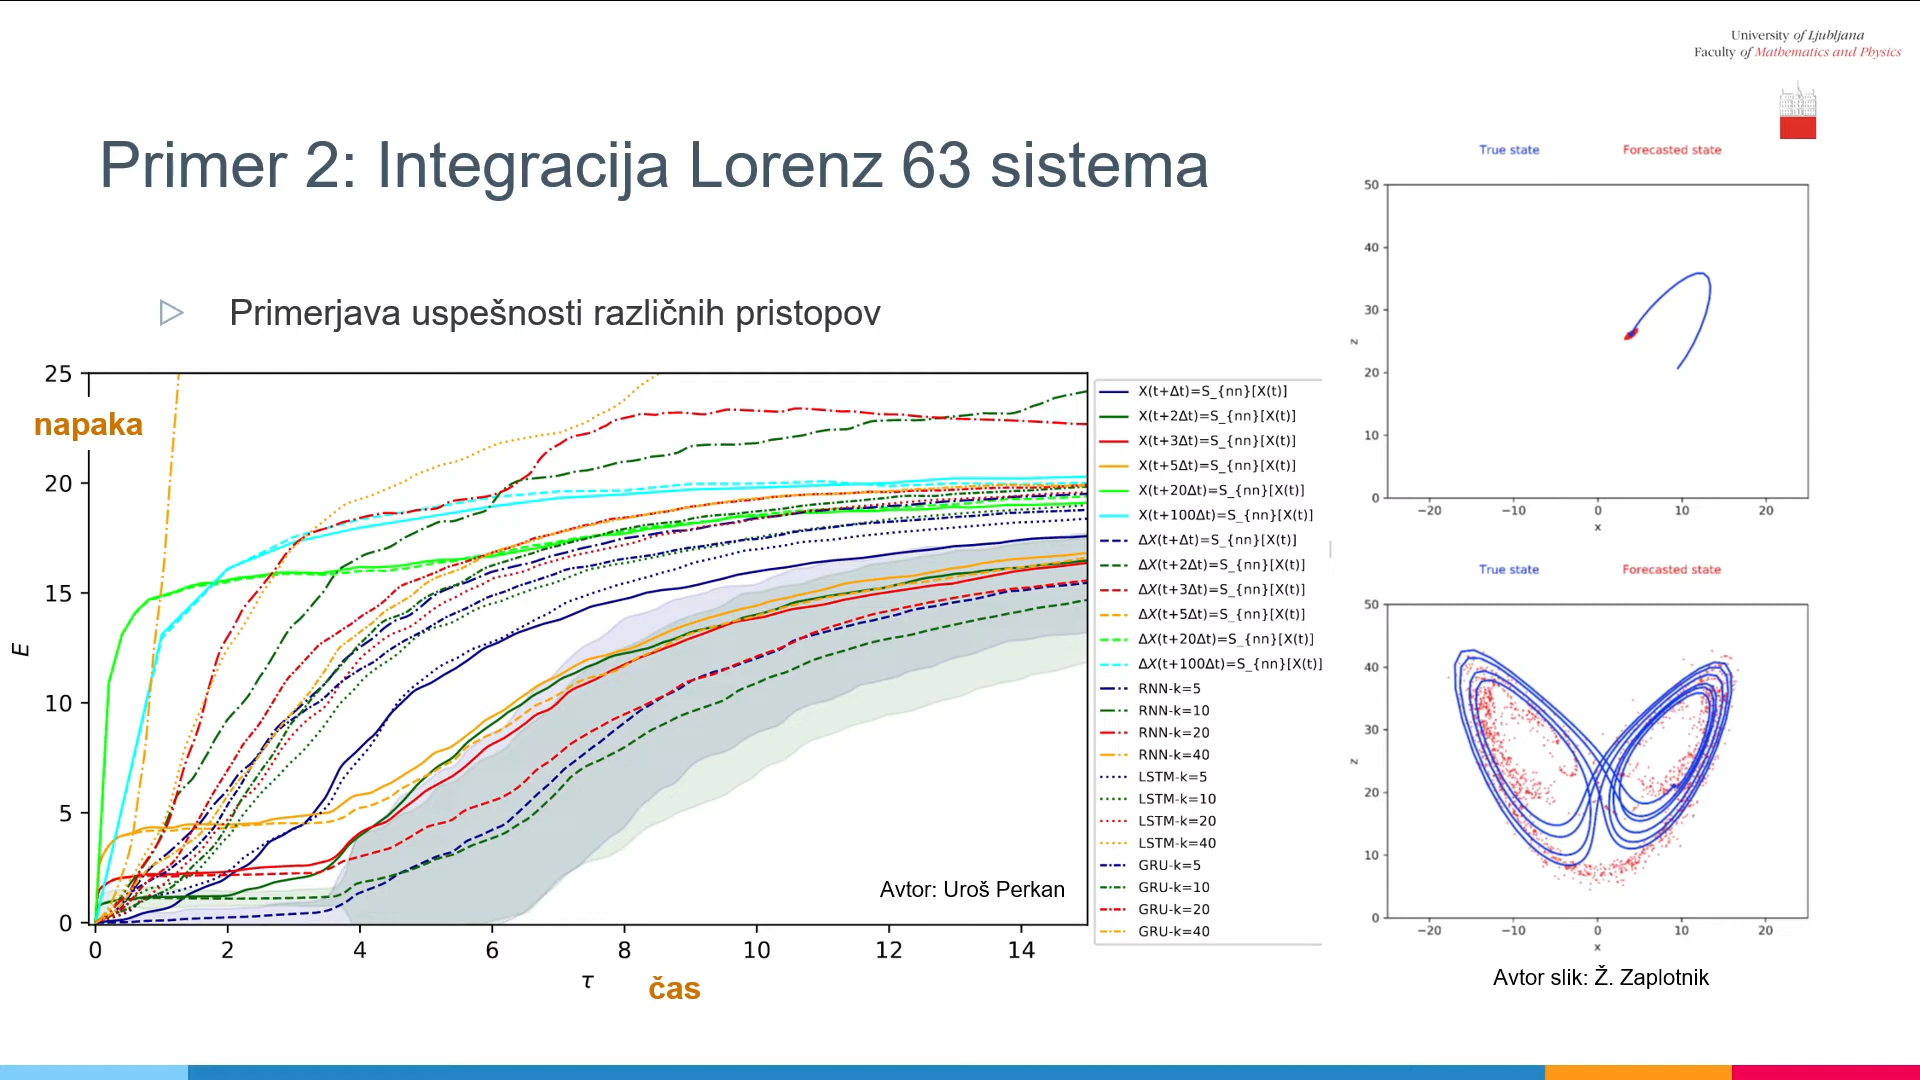 University of Ljubljana
Faculty of Mathematics and Physics
Primer 2: Integracija Lorenz 63 sistema
Primerjava uspešnosti različnih pristopov
25
20
15
10
5
0
napaka
E
0 2 4 6 8 10 12 14
τ
čas
Avtor: Uroš Perkan
X(t+Δt)=S_{nn}[X(t)]
X(t+2Δt)=S_{nn}[X(t)]
X(t+3Δt)=S_{nn}[X(t)]
X(t+5Δt)=S_{nn}[X(t)]
X(t+20Δt)=S_{nn}[X(t)]
X(t+100Δt)=S_{nn}[X(t)]
ΔX(t+Δt)=S_{nn}[X(t)]
ΔX(t+2Δt)=S_{nn}[X(t)]
ΔX(t+3Δt)=S_{nn}[X(t)]
ΔX(t+5Δt)=S_{nn}[X(t)]
ΔX(t+20Δt)=S_{nn}[X(t)]
ΔX(t+100Δt)=S_{nn}[X(t)]
RNN-k=5
RNN-k=10
RNN-k=20
RNN-k=40
LSTM-k=5
LSTM-k=10
LSTM-k=20
LSTM-k=40
GRU-k=5
GRU-k=10
GRU-k=20
GRU-k=40
True state Forecasted state
50
40
30
20
10
0
z
−20 −10 0 10 20
x
True state Forecasted state
50
40
30
20
10
0
z
−20 −10 0 10 20
x
Avtor slik: Ž. Zaplotnik